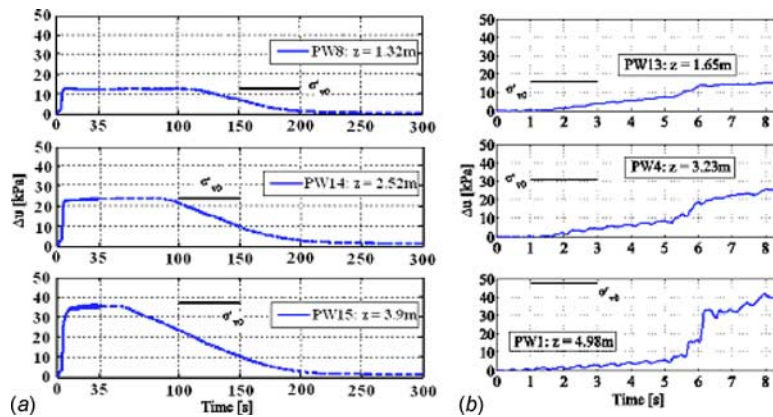 50
40
30
20
10
0
PW8: z = 1.32m
σ'v0
0 35 100 150 200 250 300
50
40
30
20
10
0
Δu [kPa]
σ'v0
PW14: z = 2.52m
0 35 100 150 200 250 300
50
40
30
20
10
0
PW15: z = 3.9m
σ'v0
0 35 100 150 200 250 300
Time [s]
(a)
50
40
30
20
10
0
PW13: z = 1.65m
σ'v0
0 1 2 3 4 5 6 7 8
50
40
30
20
10
0
Δu [kPa]
σ'v0
PW4: z = 3.23m
0 1 2 3 4 5 6 7 8
50
40
30
20
10
0
σ'v0
PW1: z = 4.98m
0 1 2 3 4 5 6 7 8
Time [s]
(b)